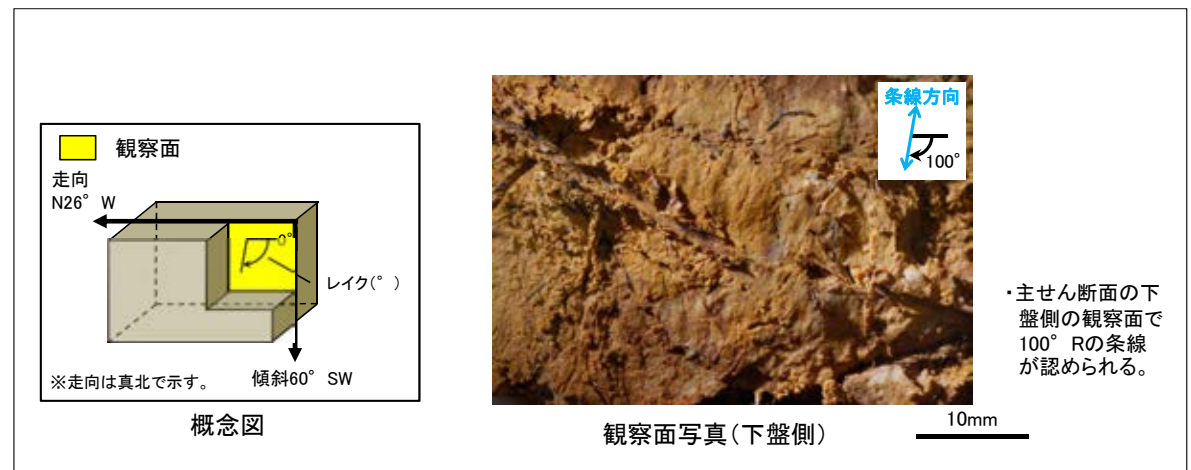 観察面
走向
N26°W
0°
レイク(°)
傾斜60°SW
※走向は真北で示す。
概念図
条線方向
100°
観察面写真(下盤側)
10mm
・主せん断面の下
盤側の観察面で
100°Rの条線
が認められる。